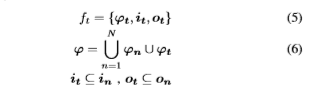 f_t = {φ_t, i_t, o_t} (5)
φ = ⋃_{n=1}^{N} φ_n ∪ φ_t (6)
i_t ⊆ i_n , o_t ⊆ o_n